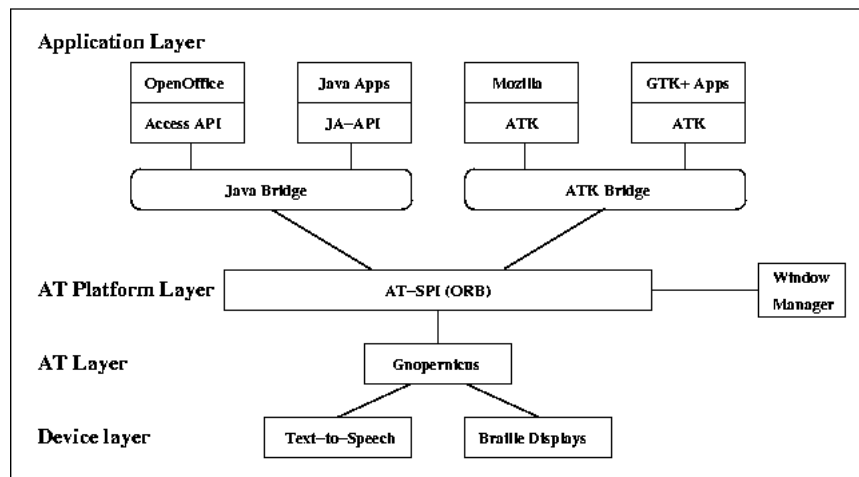 Application Layer
OpenOffice
Java Apps
Mozilla
GTK+ Apps
Access API
JA-API
ATK
ATK
Java Bridge
ATK Bridge
AT Platform Layer
AT-SPI (ORB)
Window
Manager
AT Layer
Gnopernicus
Device layer
Text-to-Speech
Braille Displays